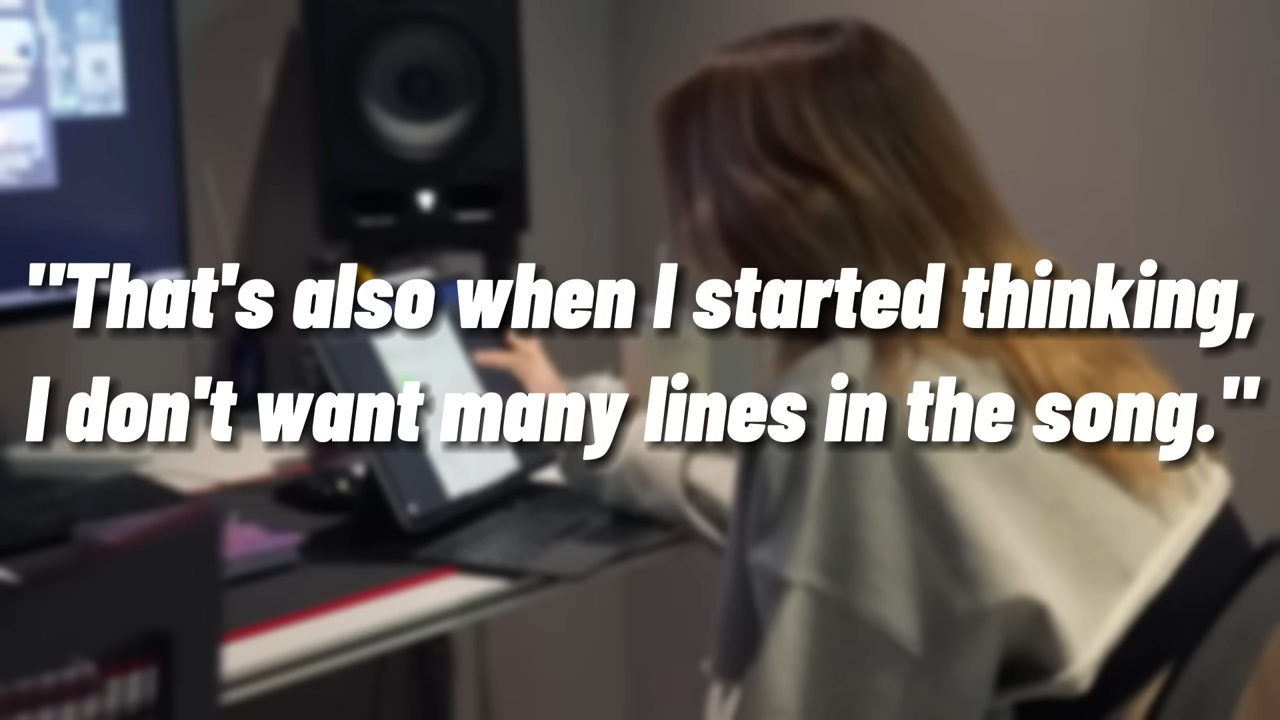 "That's also when I started thinking,
I don't want many lines in the song."